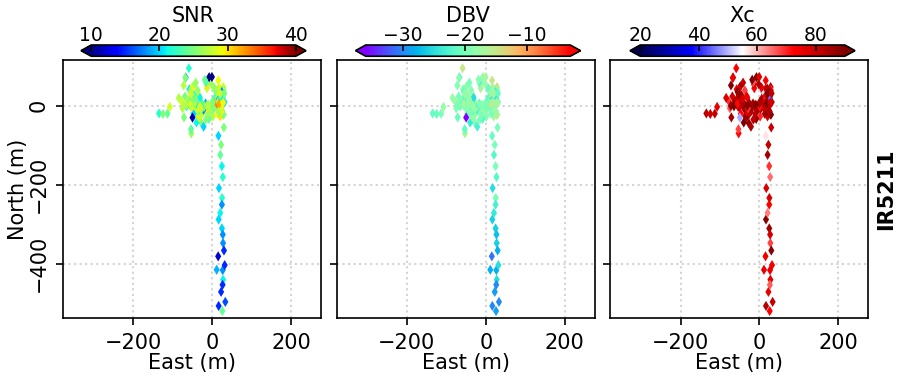 SNR DBV Xc
10 20 30 40 −30 −20 −10 20 40 60 80
0
−200
−400
North (m)
IR5211
−200 0 200 −200 0 200 −200 0 200
East (m) East (m) East (m)